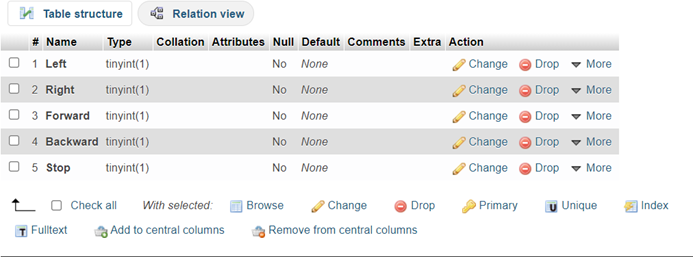 Table structure Relation view
# Name Type Collation Attributes Null Default Comments Extra Action
1 Left tinyint(1) No None Change Drop More
2 Right tinyint(1) No None Change Drop More
3 Forward tinyint(1) No None Change Drop More
4 Backward tinyint(1) No None Change Drop More
5 Stop tinyint(1) No None Change Drop More
Check all With selected: Browse Change Drop Primary U Unique Index
T Fulltext Add to central columns Remove from central columns